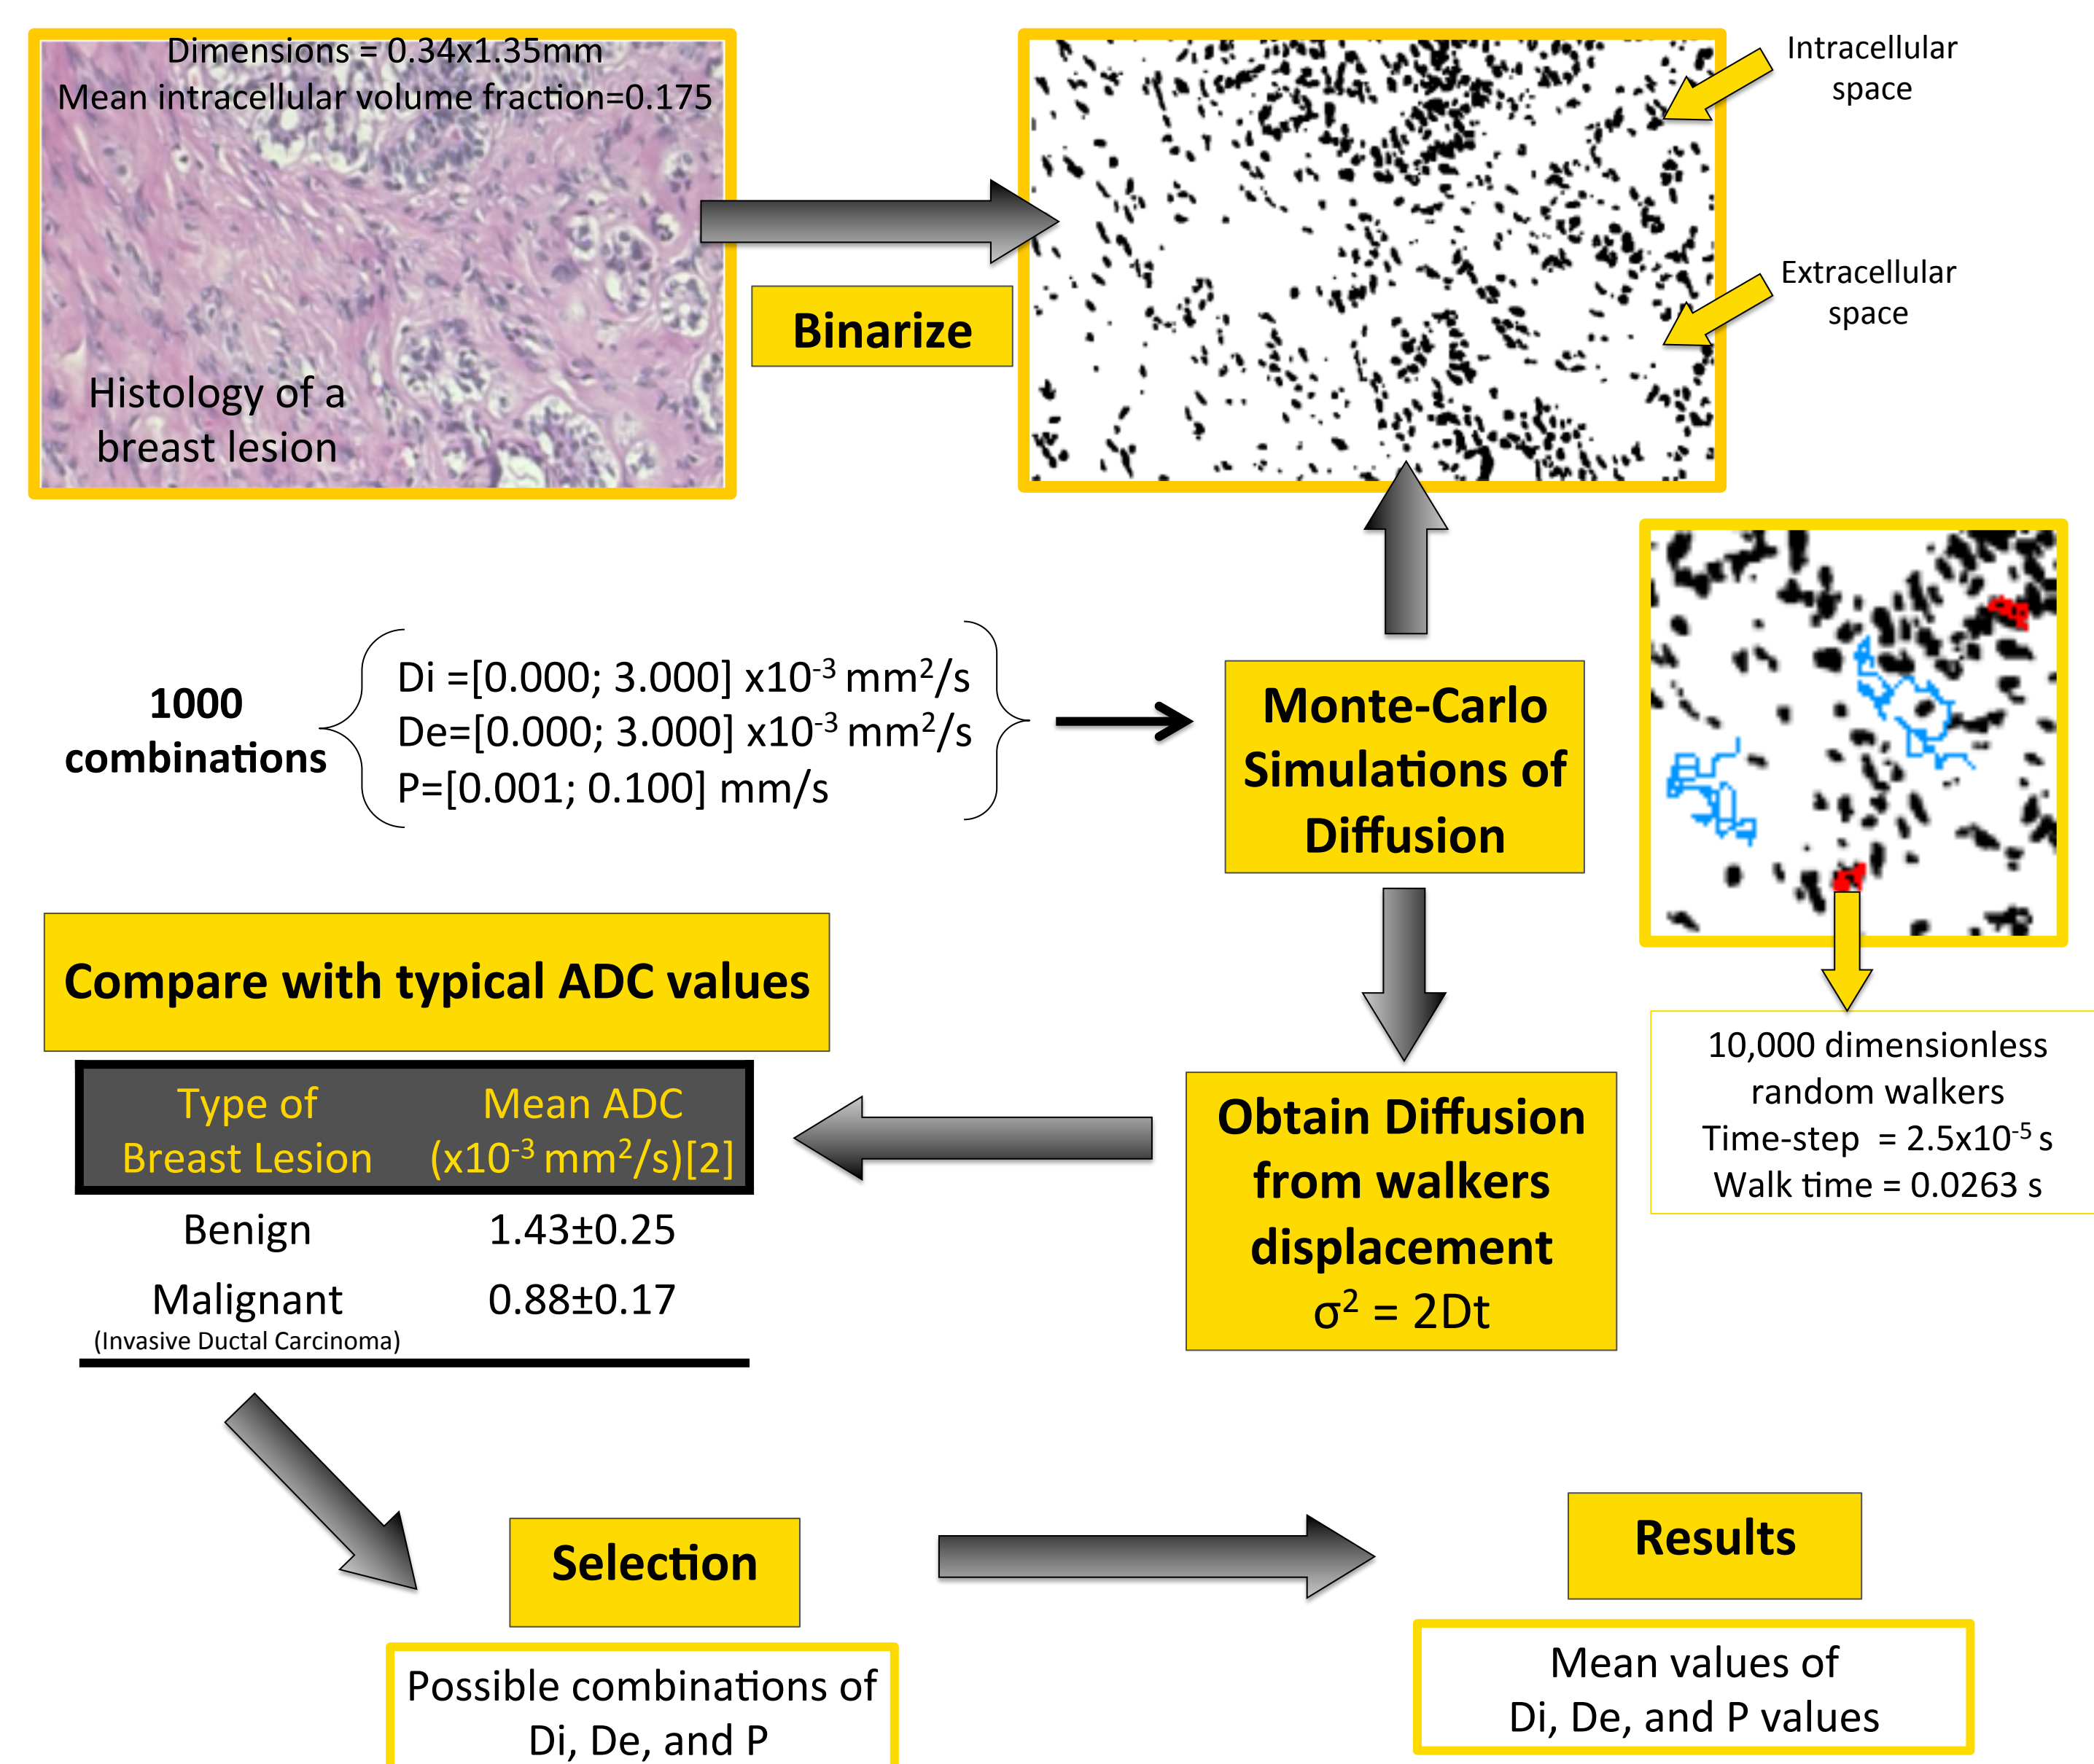 Dimensions = 0.34x1.35mm
Mean intracellular volume fraction=0.175
Histology of a
breast lesion
Binarize
Intracellular
space
Extracellular
space
1000
combinations
Di =[0.000; 3.000] x10⁻³ mm²/s
De=[0.000; 3.000] x10⁻³ mm²/s
P=[0.001; 0.100] mm/s
Monte-Carlo
Simulations of
Diffusion
10,000 dimensionless
random walkers
Time-step = 2.5x10⁻⁵ s
Walk time = 0.0263 s
Obtain Diffusion
from walkers
displacement
σ² = 2Dt
Compare with typical ADC values
Type of Mean ADC
Breast Lesion (x10⁻³ mm²/s)[2]
Benign 1.43±0.25
Malignant 0.88±0.17
(Invasive Ductal Carcinoma)
Selection
Possible combinations of
Di, De, and P
Results
Mean values of
Di, De, and P values